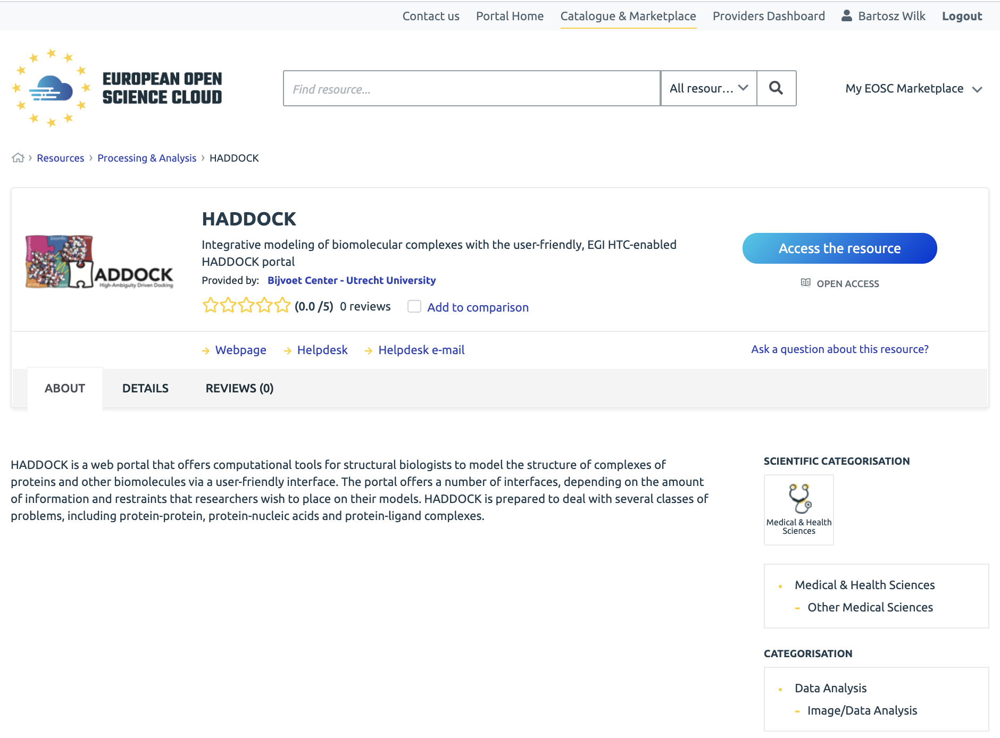 Contact us Portal Home Catalogue & Marketplace Providers Dashboard Bartosz Wilk Logout
EUROPEAN OPEN
SCIENCE CLOUD
Find resource...
All resour...
My EOSC Marketplace
Resources › Processing & Analysis › HADDOCK
HADDOCK
Integrative modeling of biomolecular complexes with the user-friendly, EGI HTC-enabled
HADDOCK portal
Provided by: Bijvoet Center - Utrecht University
(0.0 /5) 0 reviews Add to comparison
ADDOCK
High-Ambiguity Driven Docking
Access the resource
OPEN ACCESS
Webpage Helpdesk Helpdesk e-mail
Ask a question about this resource?
ABOUT DETAILS REVIEWS (0)
HADDOCK is a web portal that offers computational tools for structural biologists to model the structure of complexes of
proteins and other biomolecules via a user-friendly interface. The portal offers a number of interfaces, depending on the amount
of information and restraints that researchers wish to place on their models. HADDOCK is prepared to deal with several classes of
problems, including protein-protein, protein-nucleic acids and protein-ligand complexes.
SCIENTIFIC CATEGORISATION
Medical & Health
Sciences
Medical & Health Sciences
Other Medical Sciences
CATEGORISATION
Data Analysis
Image/Data Analysis